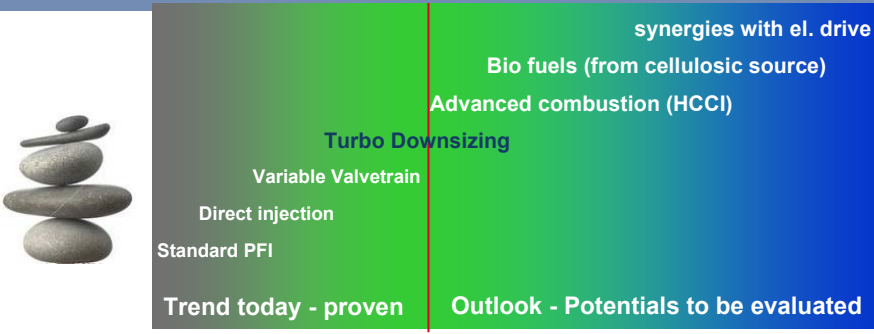 synergies with el. drive
Bio fuels (from cellulosic source)
Advanced combustion (HCCI)
Turbo Downsizing
Variable Valvetrain
Direct injection
Standard PFI
Trend today - proven
Outlook - Potentials to be evaluated